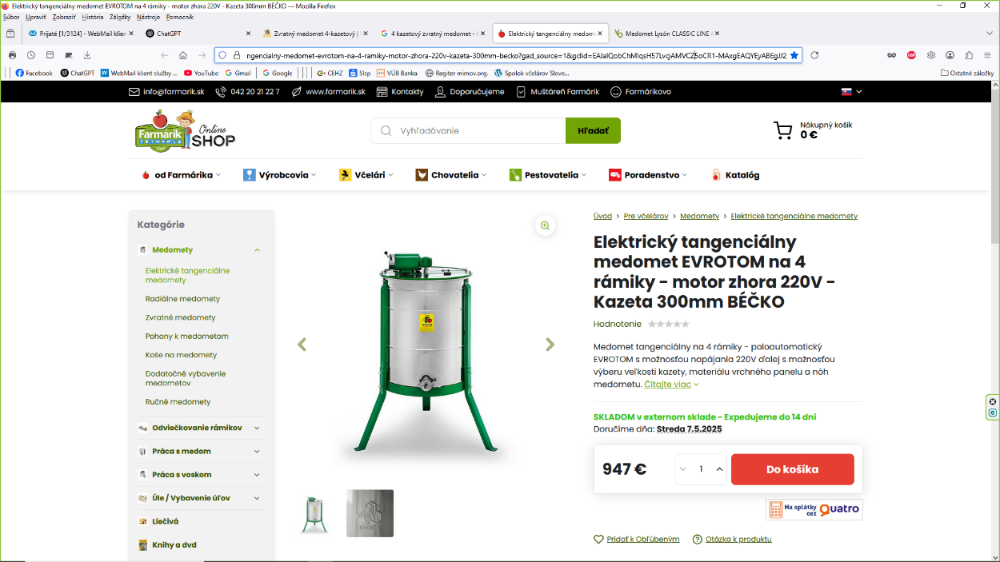 Elektrický tangenciálny medomet EVROTOM na 4 rámiky - motor zhora 220V - Kazeta 300mm BÉČKO — Mozilla Firefox
Súbor Upraviť Zobraziť História Záložky Nástroje Pomocník
Prijaté [1/3124] - WebMail klien
ChatGPT
Zvratný medomet 4-kazetový | V
4 kazetový zvratný medomet -
Elektrický tangenciálny medom
Medomet Lysoń CLASSIC LINE
ngencialny-medomet-evrotom-na-4-ramiky-motor-zhora-220v-kazeta-300mm-becko?gad_source=1&gclid=
ABP
Facebook ChatGPT WebMail klient služby ... YouTube Gmail Google CEHZ Slsp VÚB Banka Regiter mimov.org. Spolok včelárov Slove... Ostatné záložky
info@farmarik.sk 042 20 21 22 7 www.farmarik.sk Kontakty Doporučujeme Muštáreň Farmárik Farmárikovo
Farmárik
2007
Online
SHOP
Vyhľadávanie
Hľadať
Nákupný košík
0 €
od Farmárika Výrobcovia Včelári Chovatelia Pestovatelia Poradenstvo Katalóg
Kategórie
Medomety
Elektrické tangenciálne
medomety
Radiálne medomety
Zvratné medomety
Pohony k medometom
Koše na medomety
Dodatočné vybavenie
medometov
Ručné medomety
Odviečkovanie rámikov
Práca s medom
Práca s voskom
Úle / Vybavenie úľov
Liečivá
Knihy a dvd
EVROTOM
Úvod > Pre včelárov > Medomety > Elektrické tangenciálne medomety
Elektrický tangenciálny
medomet EVROTOM na 4
rámiky - motor zhora 220V -
Kazeta 300mm BÉČKO
Hodnotenie
Medomet tangenciálny na 4 rámiky - poloautomatický
EVROTOM s možnosťou napájania 220V ďalej s možnosťou
výberu veľkosti kazety, materiálu vrchného panelu a nôh
medometu. Čítajte viac
SKLADOM v externom sklade - Expedujeme do 14 dní
Doručíme dňa: Streda 7.5.2025
947 €
1
Do košíka
Na splátky
cez
Quatro
Pridať k Obľúbeným
Otázka k produktu